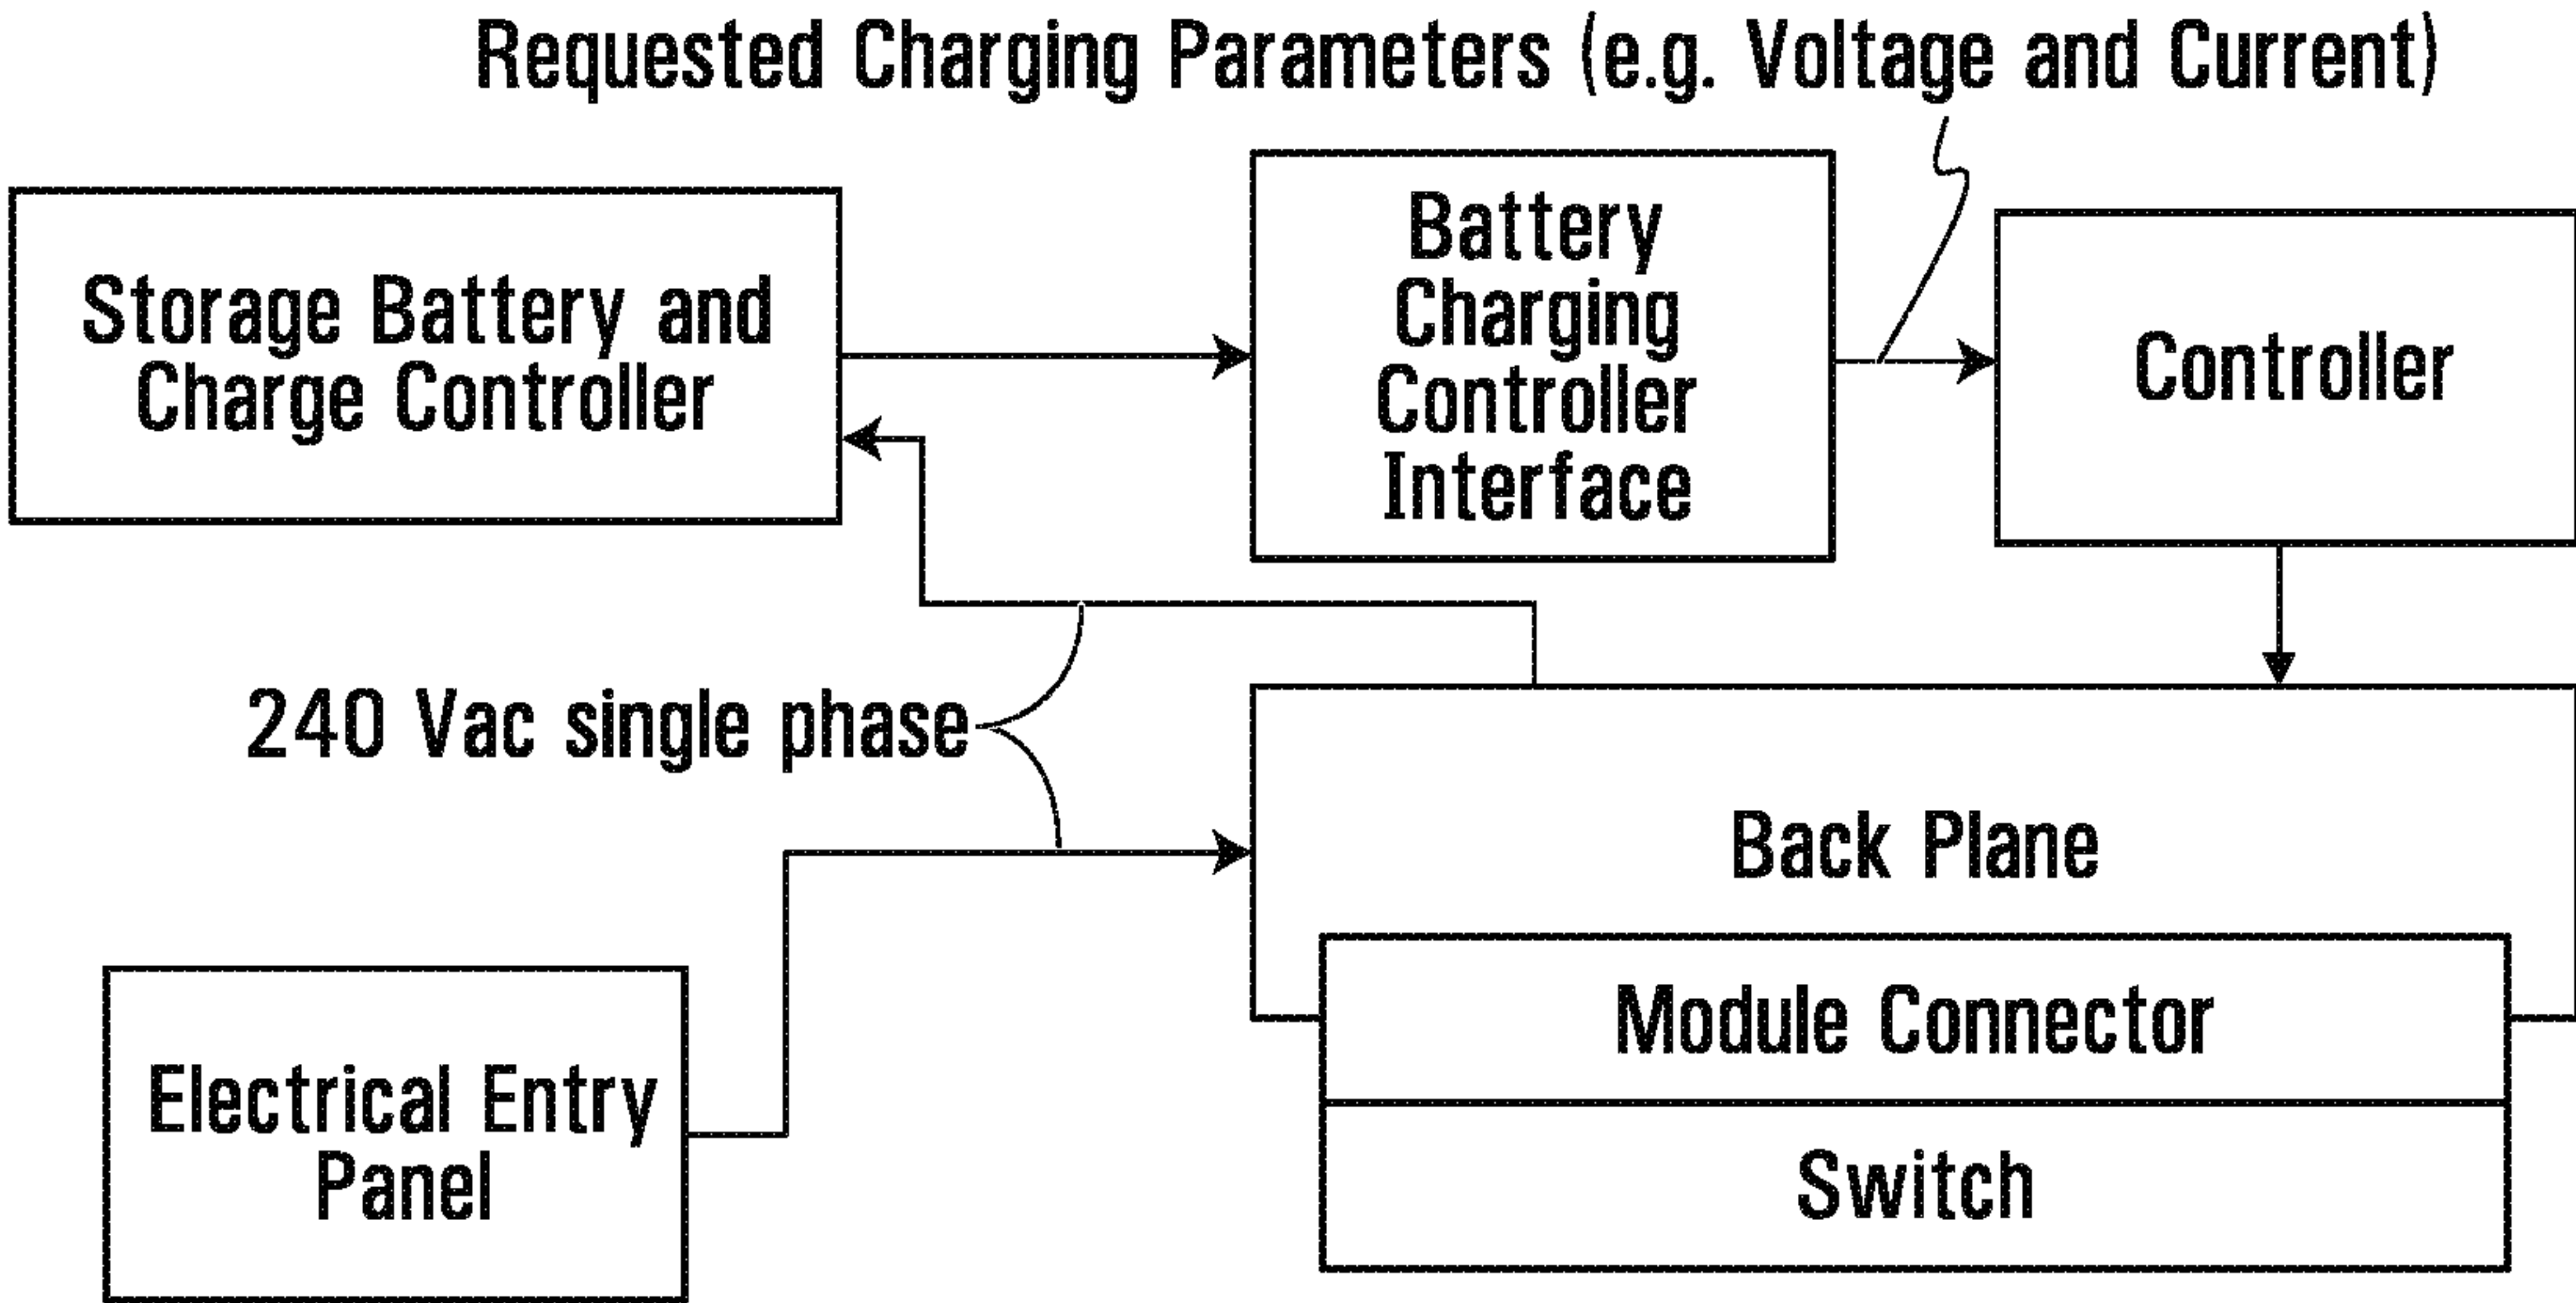 Requested Charging Parameters (e.g. Voltage and Current)
Storage Battery and
Charge Controller
Battery
Charging
Controller
Interface
Controller
240 Vac single phase
Back Plane
Module Connector
Switch
Electrical Entry
Panel